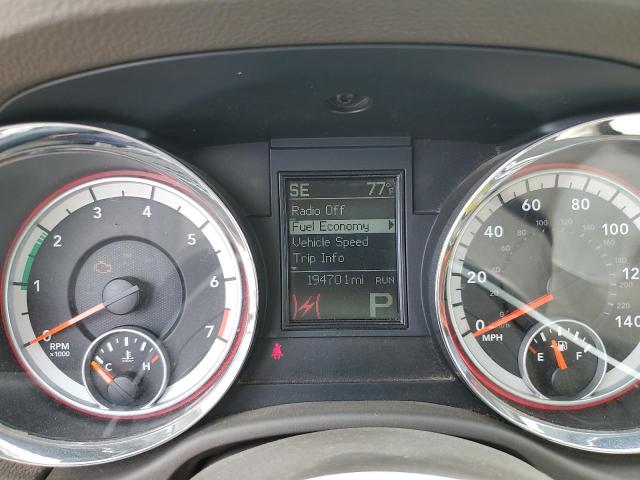 SE 77°F
Radio Off
Fuel Economy
Vehicle Speed
Trip Info
194701mi RUN
P
0 1 2 3 4 5 6 7
RPM
x1000
C H
0 20 40 60 80 100 120 140
MPH
E F